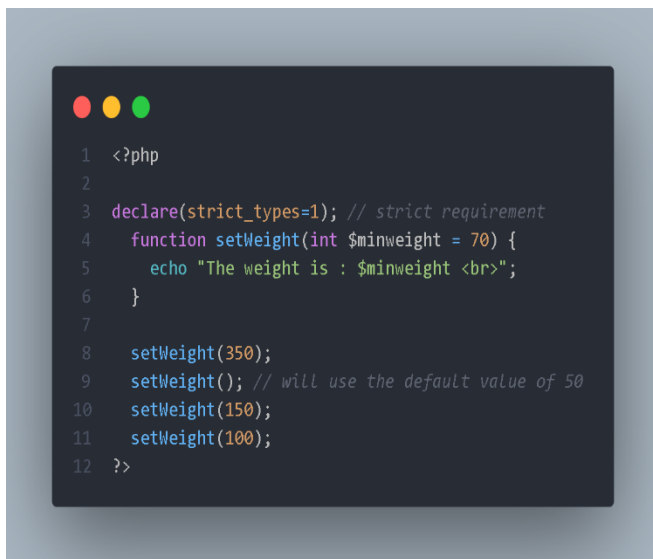 1 <?php
2
3 declare(strict_types=1); // strict requirement
4   function setWeight(int $minweight = 70) {
5     echo "The weight is : $minweight <br>";
6   }
7
8   setWeight(350);
9   setWeight(); // will use the default value of 50
10   setWeight(150);
11   setWeight(100);
12 ?>